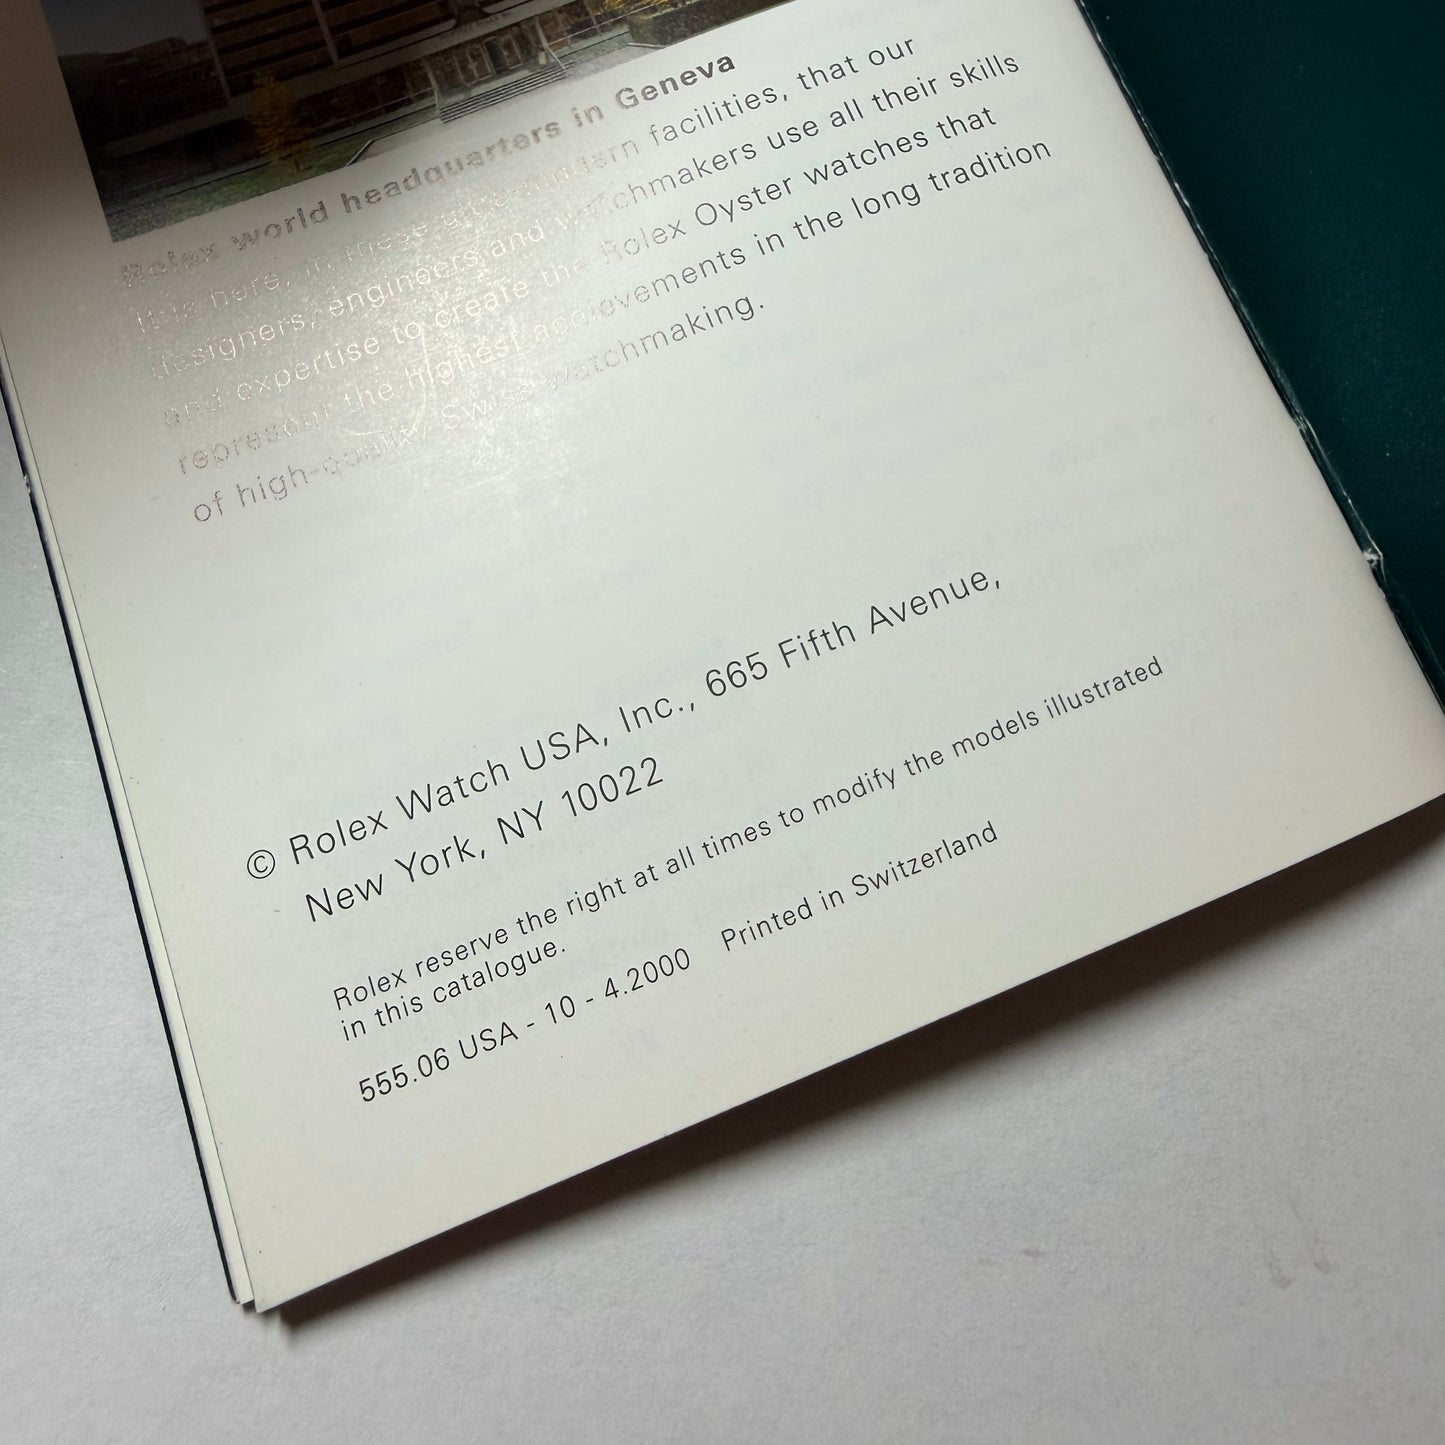 Rolex world headquarters in Geneva
It is here, in these ultra-modern facilities, that our
designers, engineers and watchmakers use all their skills
and expertise to create the Rolex Oyster watches that
represent the highest achievements in the long tradition
of high-quality Swiss watchmaking.
© Rolex Watch USA, Inc., 665 Fifth Avenue,
New York, NY 10022
Rolex reserve the right at all times to modify the models illustrated
in this catalogue.
555.06 USA - 10 - 4.2000 Printed in Switzerland